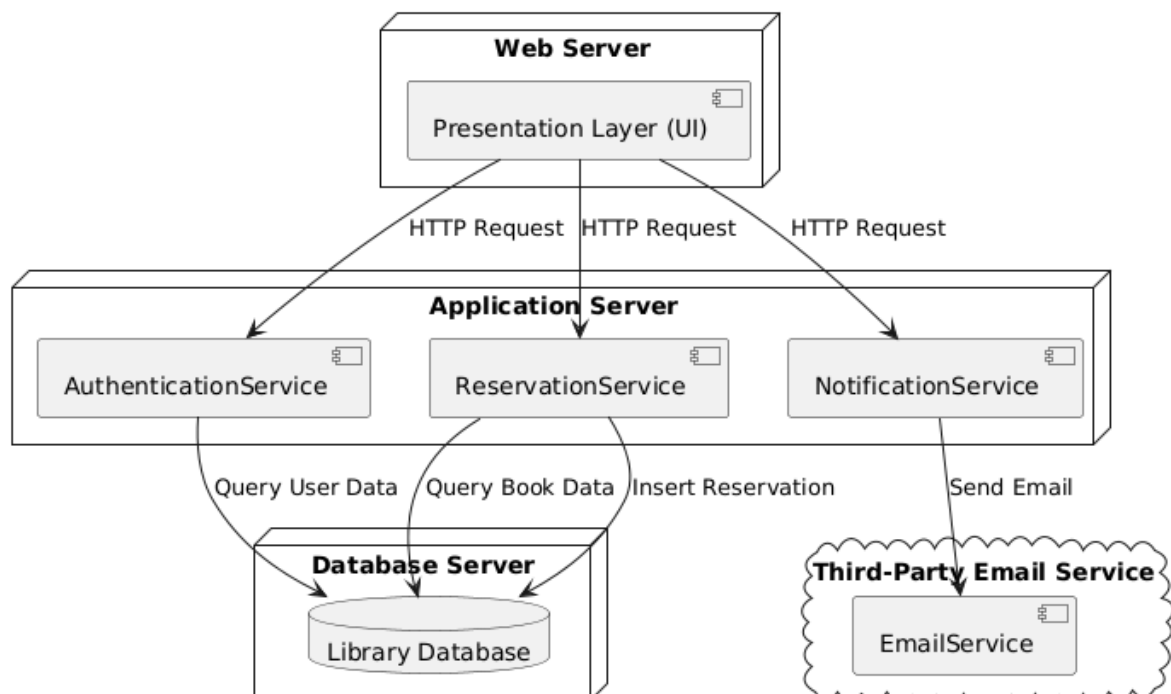 Web Server
Presentation Layer (UI)
HTTP Request
HTTP Request
HTTP Request
Application Server
AuthenticationService
ReservationService
NotificationService
Query User Data
Query Book Data
Insert Reservation
Send Email
Database Server
Third-Party Email Service
Library Database
EmailService